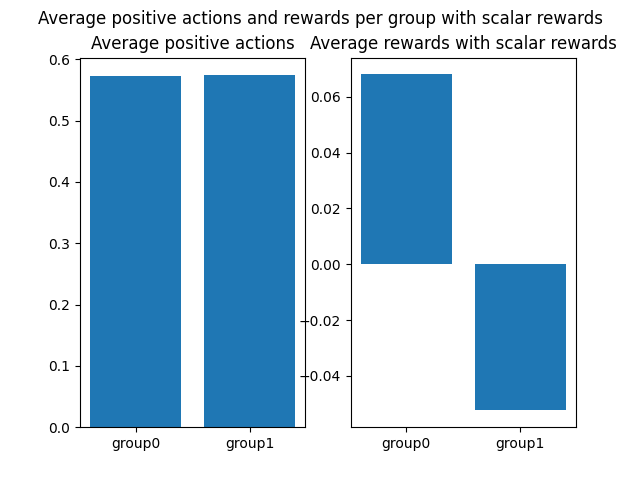 Average positive actions and rewards per group with scalar rewards
Average positive actions
0.6
0.5
0.4
0.3
0.2
0.1
0.0
group0
group1
Average rewards with scalar rewards
0.06
0.04
0.02
0.00
−0.02
−0.04
group0
group1